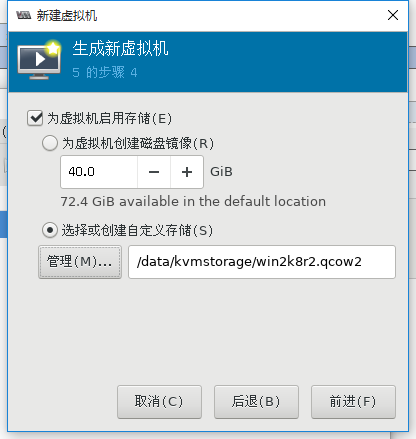 新建虚拟机
生成新虚拟机
5 的步骤 4
为虚拟机启用存储(E)
为虚拟机创建磁盘镜像(R)
40.0 − + GiB
72.4 GiB available in the default location
选择或创建自定义存储(S)
管理(M)... /data/kvmstorage/win2k8r2.qcow2
取消(C) 后退(B) 前进(F)